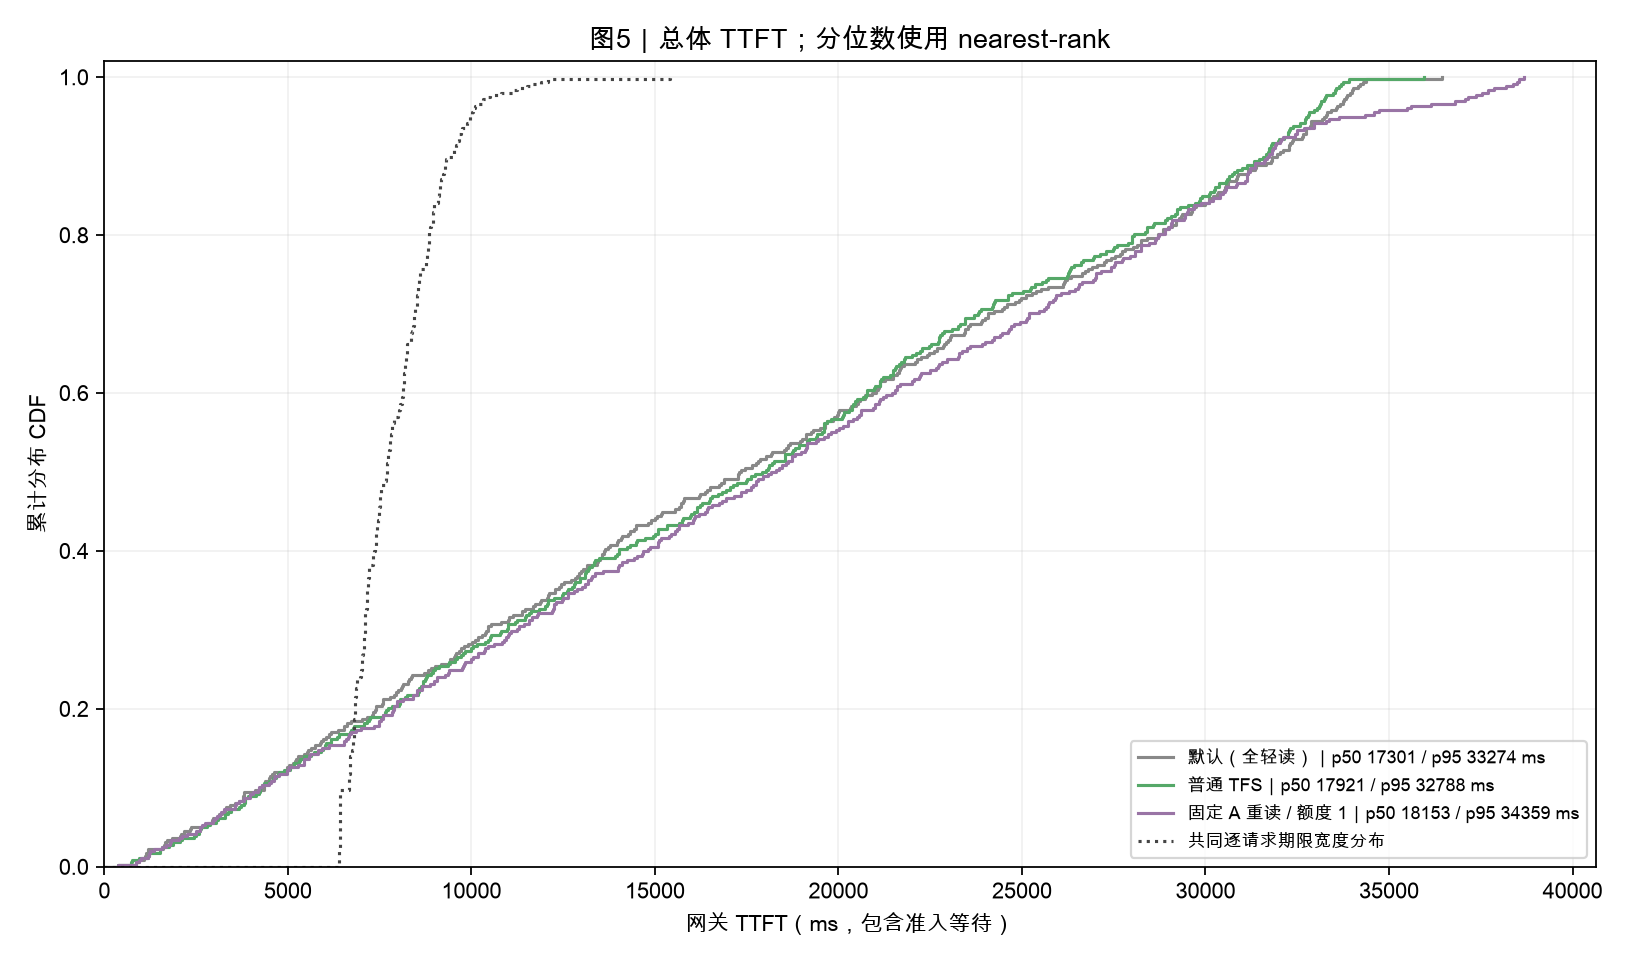 图5｜总体 TTFT；分位数使用 nearest-rank
累计分布 CDF
1.0
0.8
0.6
0.4
0.2
0.0
默认（全轻读）｜p50 17301 / p95 33274 ms
普通 TFS｜p50 17921 / p95 32788 ms
固定 A 重读 / 额度 1｜p50 18153 / p95 34359 ms
共同逐请求期限宽度分布
0 5000 10000 15000 20000 25000 30000 35000 40000
网关 TTFT（ms，包含准入等待）